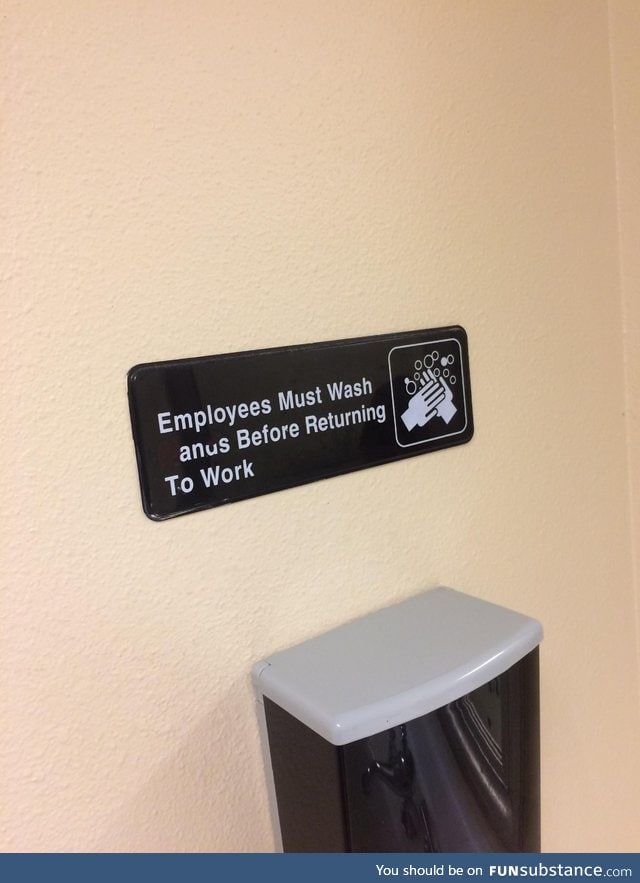 Employees Must Wash
anus Before Returning
To Work
You should be on FUNsubstance.com